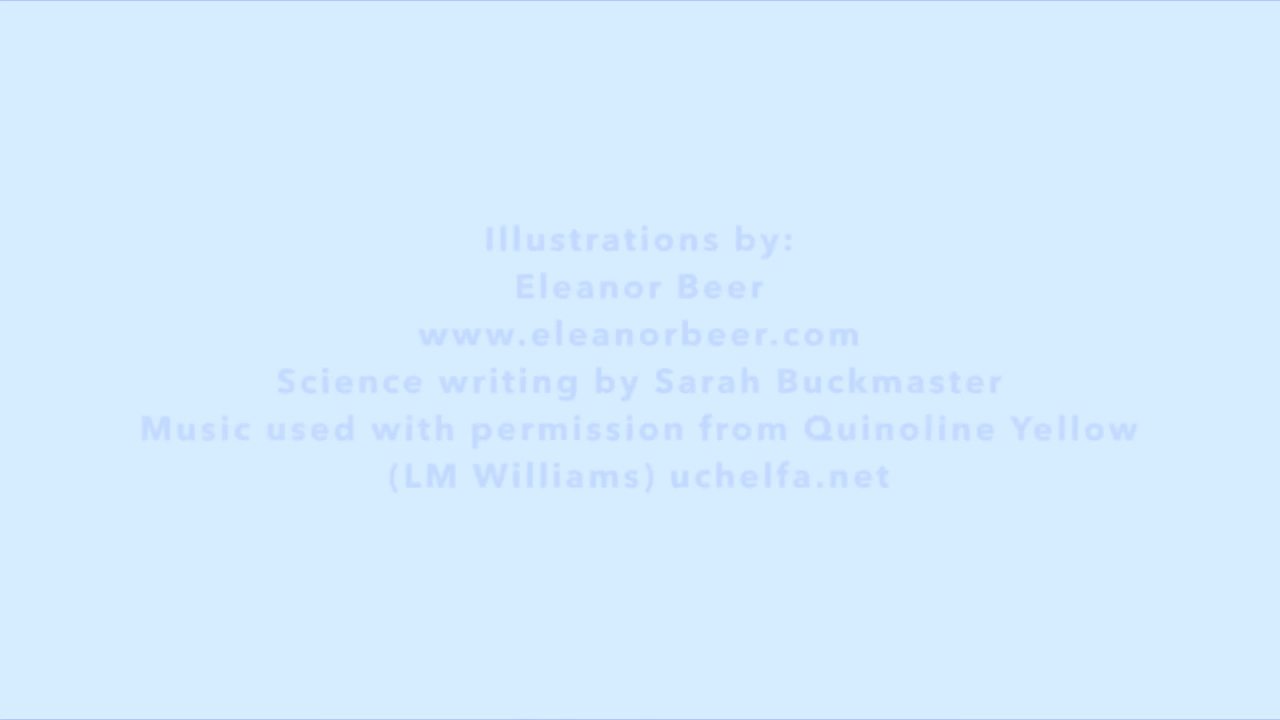 Illustrations by:
Eleanor Beer
www.eleanorbeer.com
Science writing by Sarah Buckmaster
Music used with permission from Quinoline Yellow
(LM Williams) uchelfa.net